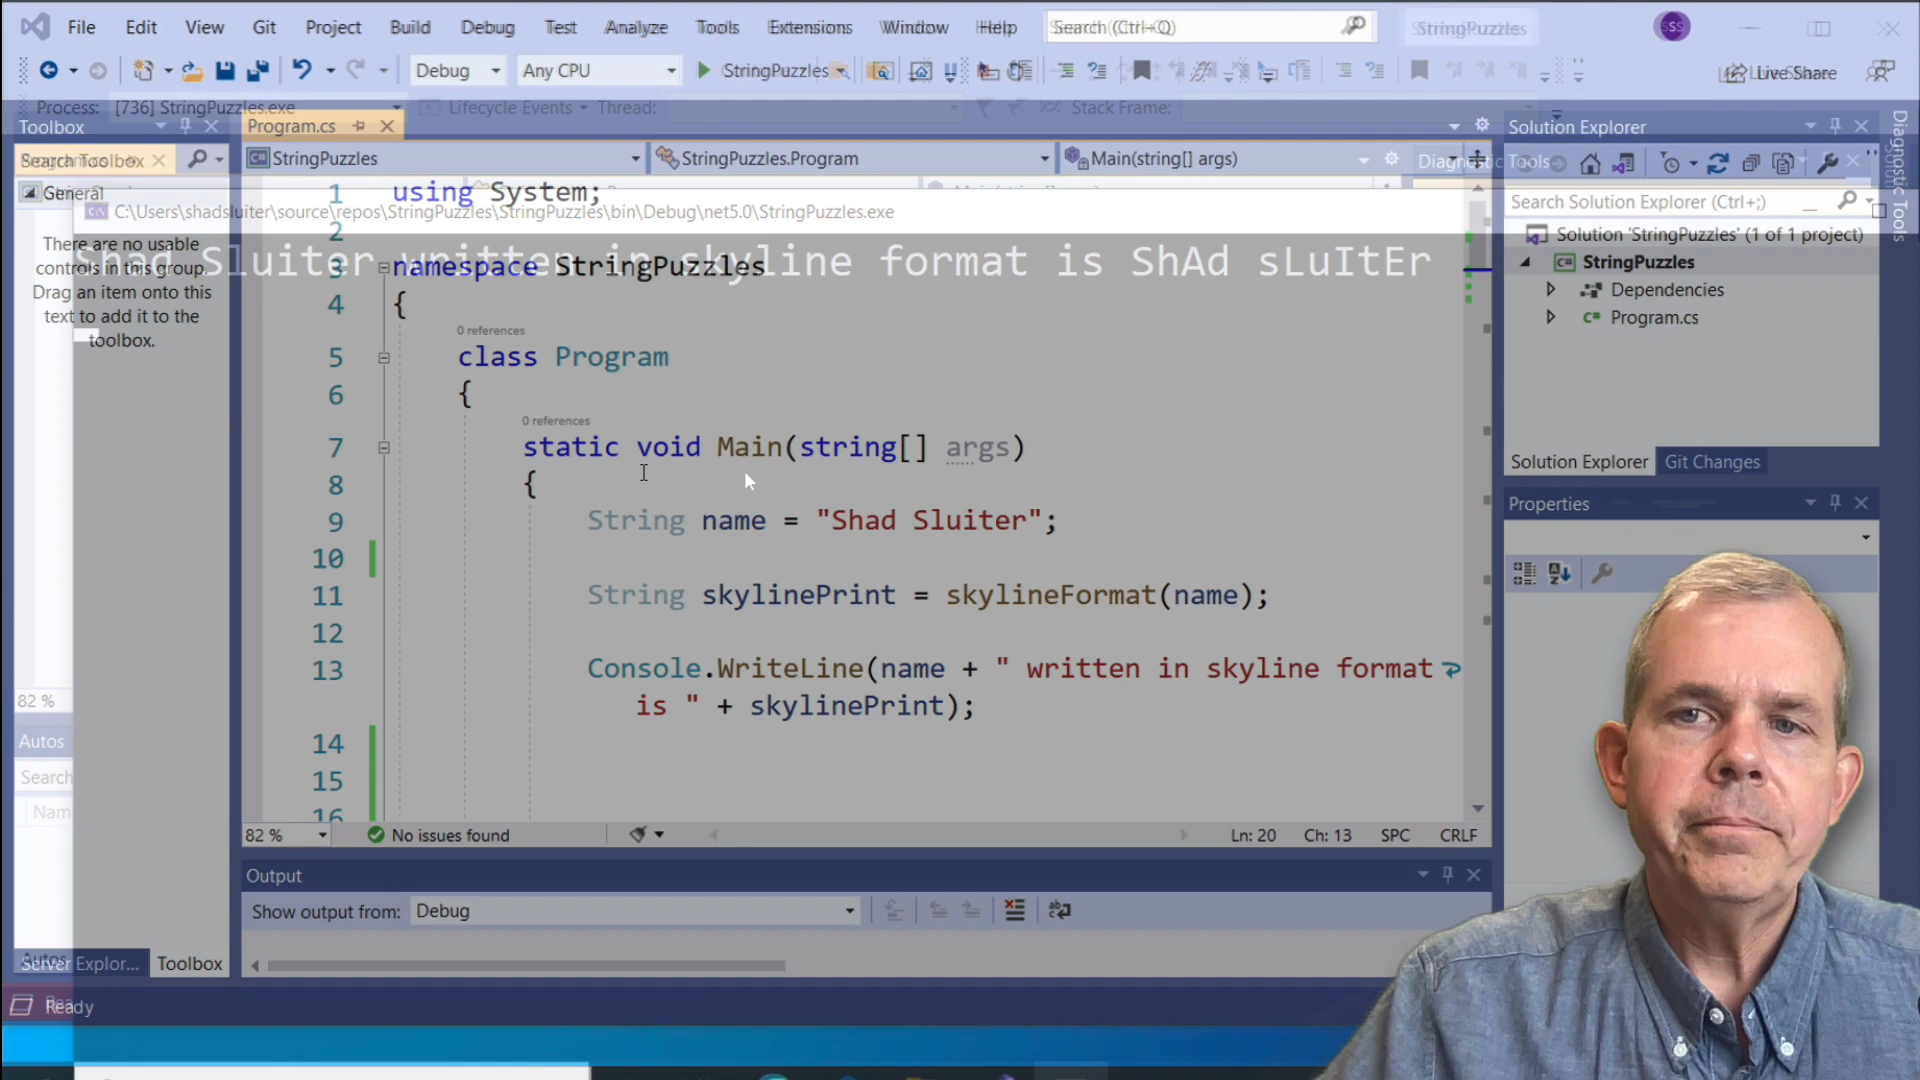 File Edit View Git Project Build Debug Test Analyze Tools Extensions Window Help Search (Ctrl+Q) StringPuzzles SS
Debug Any CPU StringPuzzles Live Share
Process: [736] StringPuzzles.exe Lifecycle Events Thread: Stack Frame:
Toolbox
Search Toolbox
General
There are no usable
controls in this group.
Drag an item onto this
text to add it to the
toolbox.
82 %
Autos
Search
Server Explor... Toolbox
Program.cs
StringPuzzles StringPuzzles.Program Main(string[] args)
C:\Users\shadsluiter\source\repos\StringPuzzles\StringPuzzles\bin\Debug\net5.0\StringPuzzles.exe
Shad Sluiter written in skyline format is ShAd sLuItEr
1 using System;
2
3 namespace StringPuzzles
4 {
0 references
5 class Program
6 {
0 references
7 static void Main(string[] args)
8 {
9 String name = "Shad Sluiter";
10
11 String skylinePrint = skylineFormat(name);
12
13 Console.WriteLine(name + " written in skyline format
is " + skylinePrint);
14
15
16
82 % No issues found Ln: 20 Ch: 13 SPC CRLF
Output
Show output from: Debug
Diagnostic Tools
Solution Explorer
Search Solution Explorer (Ctrl+;)
Solution 'StringPuzzles' (1 of 1 project)
StringPuzzles
Dependencies
Program.cs
Solution Explorer Git Changes
Properties
Diagnostic Tools
Ready